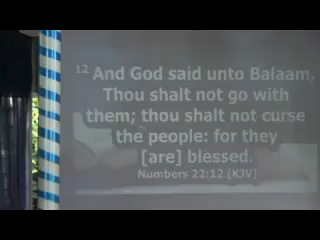 12 And God said unto Balaam,
Thou shalt not go with
them; thou shalt not curse
the people: for they
[are] blessed.
Numbers 22:12 [KJV]